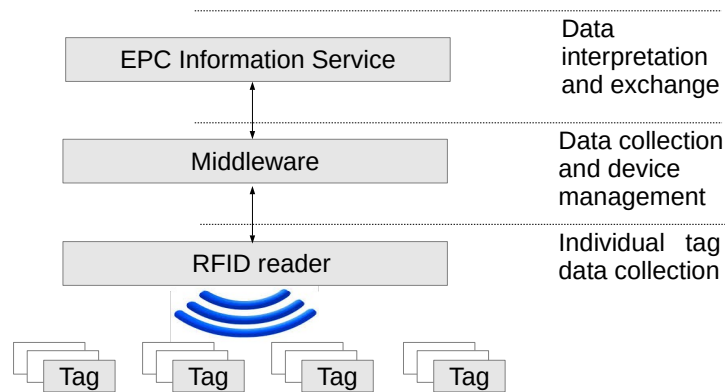 Data
interpretation
and exchange
EPC Information Service
Data collection
and device
management
Middleware
Individual tag
data collection
RFID reader
Tag
Tag
Tag
Tag